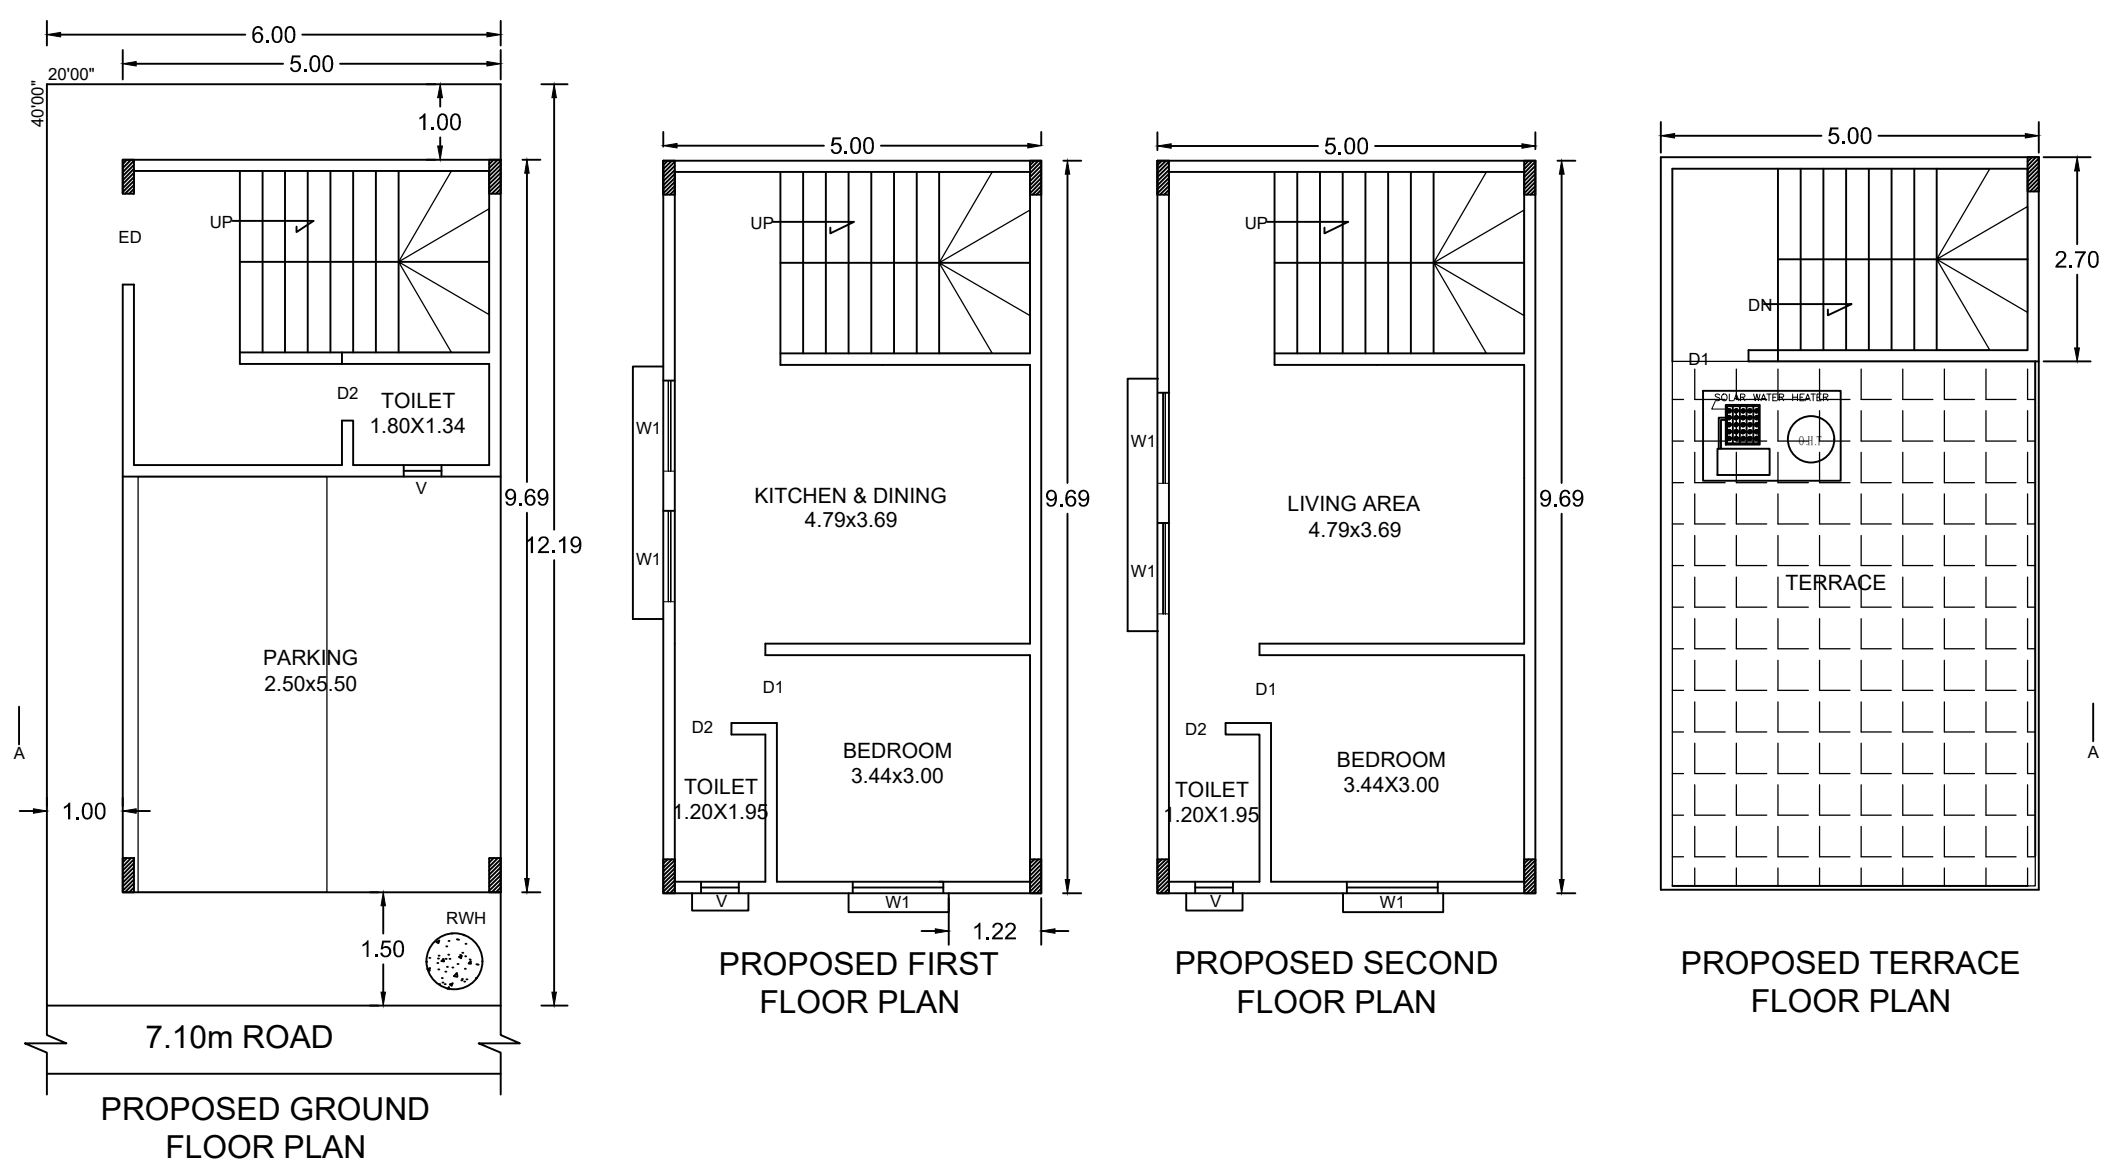 6.00
5.00
20'00"
40'00"
1.00
ED
UP
D2
TOILET
1.80X1.34
V
9.69
12.19
PARKING
2.50x5.50
A
1.00
RWH
1.50
7.10m ROAD
PROPOSED GROUND
FLOOR PLAN
5.00
UP
W1
KITCHEN & DINING
4.79x3.69
9.69
W1
D1
D2
BEDROOM
3.44x3.00
TOILET
1.20X1.95
V
W1
1.22
PROPOSED FIRST
FLOOR PLAN
5.00
UP
W1
LIVING AREA
4.79x3.69
9.69
W1
D1
D2
BEDROOM
3.44X3.00
TOILET
1.20X1.95
V
W1
PROPOSED SECOND
FLOOR PLAN
5.00
2.70
DN
D1
SOLAR WATER HEATER
TERRACE
A
PROPOSED TERRACE
FLOOR PLAN